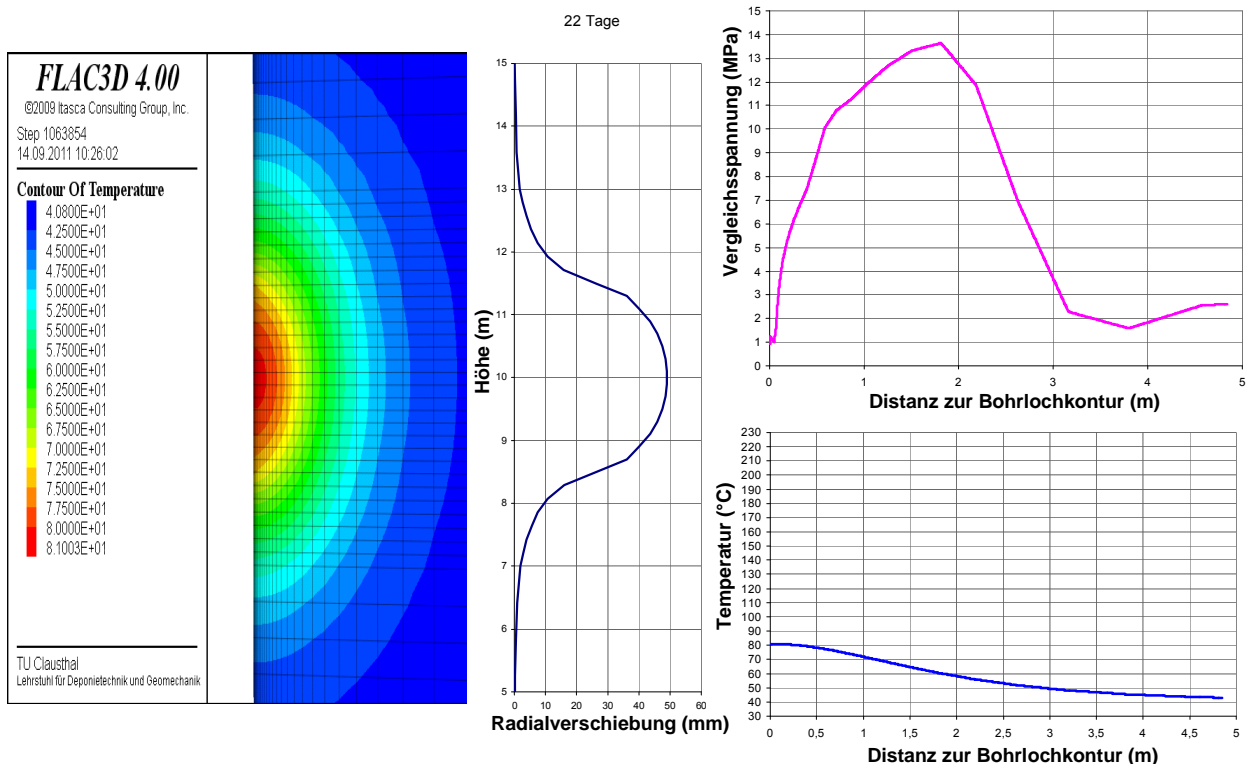 22 Tage
FLAC3D 4.00
©2009 Itasca Consulting Group, Inc.
Step 1063854
14.09.2011 10:26:02
Contour Of Temperature
4.0800E+01
4.2500E+01
4.5000E+01
4.7500E+01
5.0000E+01
5.2500E+01
5.5000E+01
5.7500E+01
6.0000E+01
6.2500E+01
6.5000E+01
6.7500E+01
7.0000E+01
7.2500E+01
7.5000E+01
7.7500E+01
8.0000E+01
8.1003E+01
TU Clausthal
Lehrstuhl für Deponietechnik und Geomechanik
Höhe (m)
15
14
13
12
11
10
9
8
7
6
5
0 10 20 30 40 50 60
Radialverschiebung (mm)
Vergleichsspannung (MPa)
15
14
13
12
11
10
9
8
7
6
5
4
3
2
1
0
0 1 2 3 4 5
Distanz zur Bohrlochkontur (m)
Temperatur (°C)
230
220
210
200
190
180
170
160
150
140
130
120
110
100
90
80
70
60
50
40
30
0 0,5 1 1,5 2 2,5 3 3,5 4 4,5 5
Distanz zur Bohrlochkontur (m)